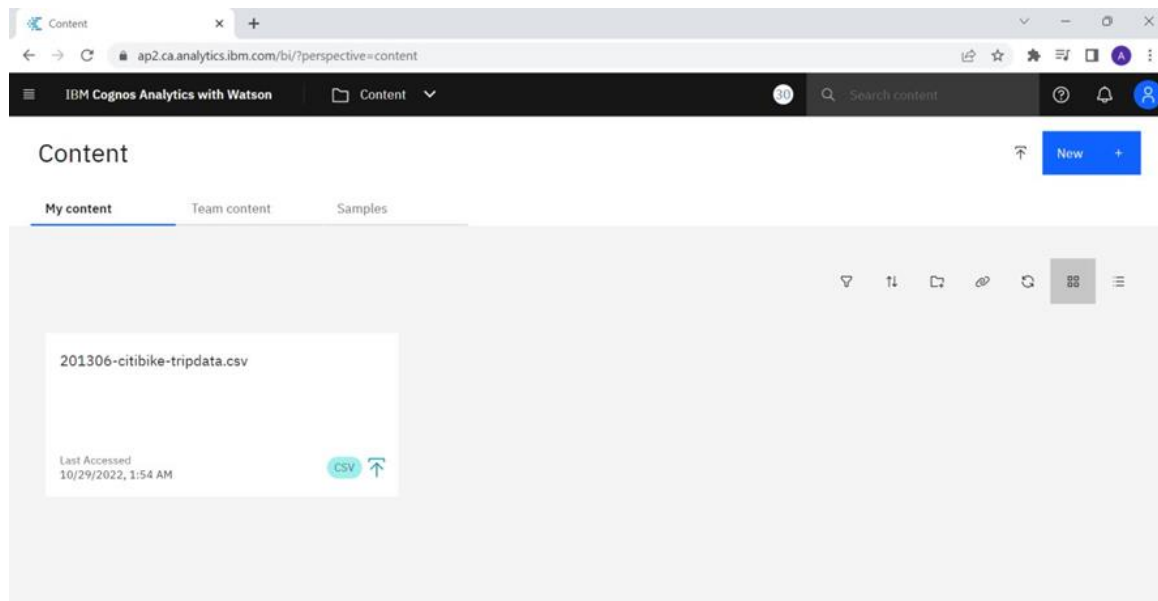 Content
ap2.ca.analytics.ibm.com/bi/?perspective=content
A
IBM Cognos Analytics with Watson
Content
30
Search content
Content
New +
My content
Team content
Samples
201306-citibike-tripdata.csv
Last Accessed
10/29/2022, 1:54 AM
CSV